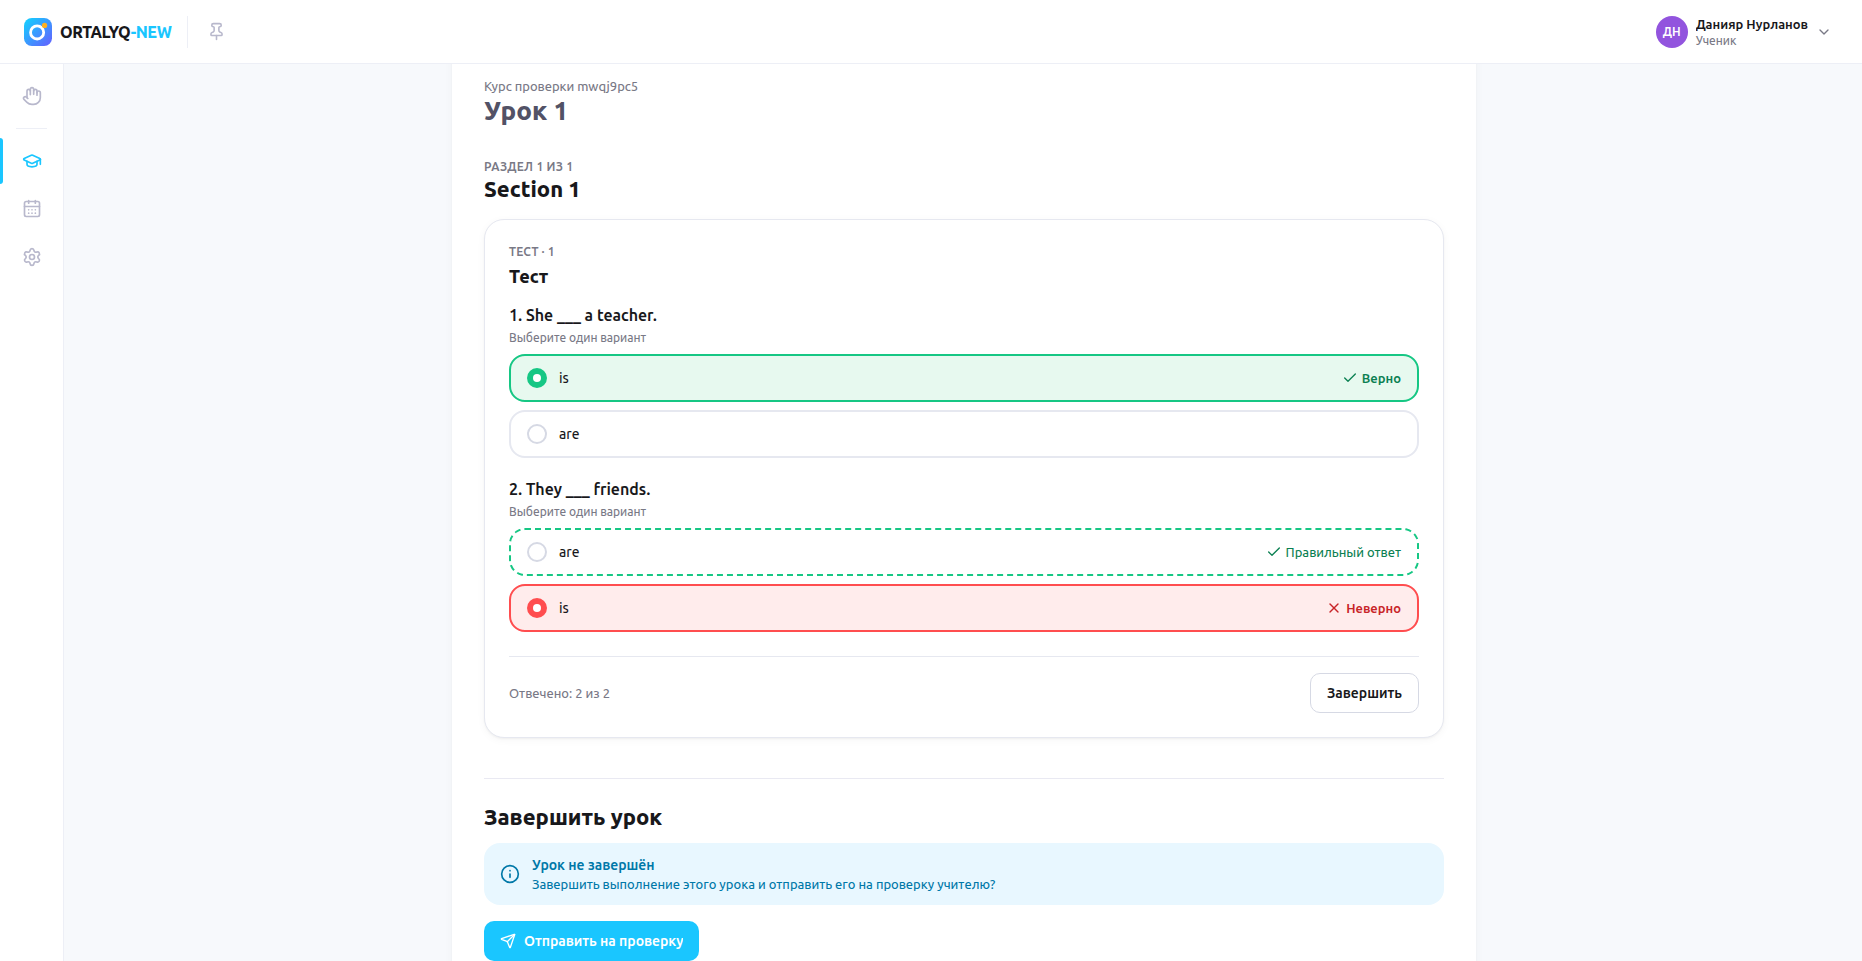 ORTALYQ-NEW
ДН
Данияр Нурланов
Ученик
Курс проверки mwqj9pc5
Урок 1
РАЗДЕЛ 1 ИЗ 1
Section 1
ТЕСТ · 1
Тест
1. She ___ a teacher.
Выберите один вариант
is
Верно
are
2. They ___ friends.
Выберите один вариант
are
Правильный ответ
is
Неверно
Отвечено: 2 из 2
Завершить
Завершить урок
Урок не завершён
Завершить выполнение этого урока и отправить его на проверку учителю?
Отправить на проверку